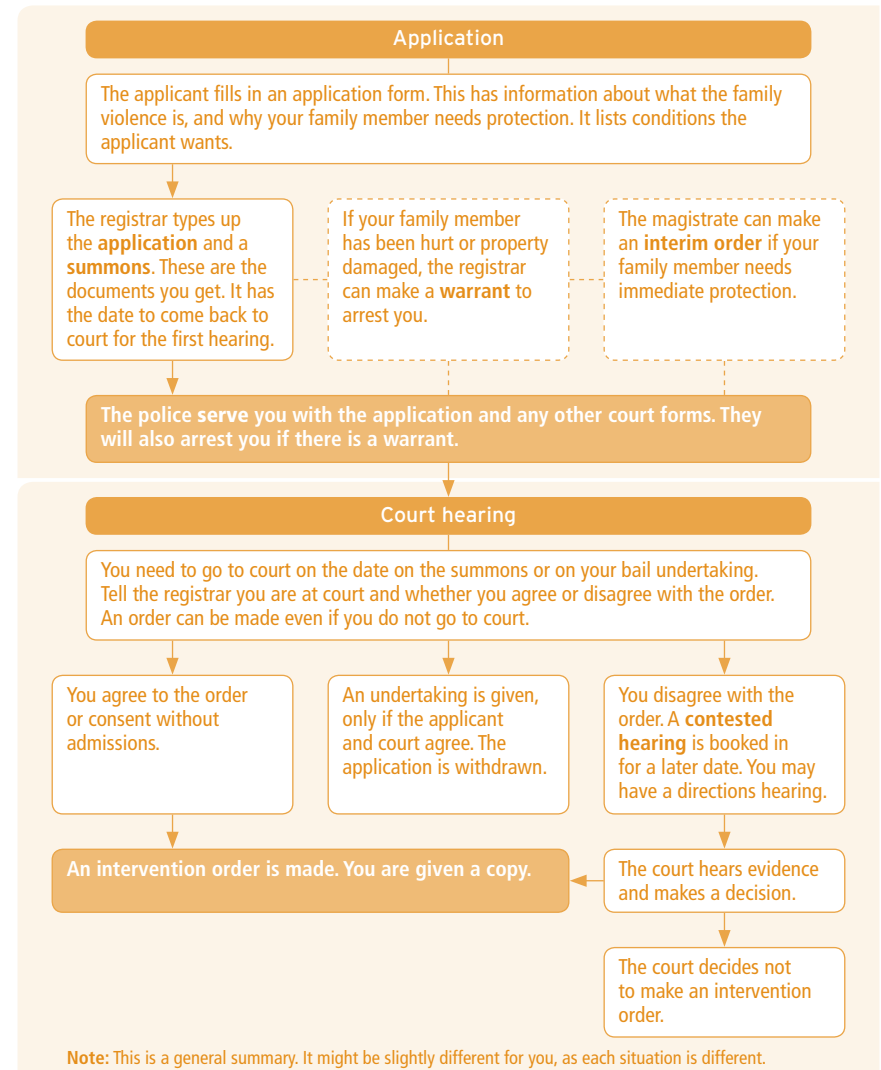 Application
The applicant fills in an application form. This has information about what the family
violence is, and why your family member needs protection. It lists conditions the
applicant wants.
The registrar types up
the application and a
summons. These are the
documents you get. It has
the date to come back to
court for the first hearing.
If your family member
has been hurt or property
damaged, the registrar
can make a warrant to
arrest you.
The magistrate can make
an interim order if your
family member needs
immediate protection.
The police serve you with the application and any other court forms. They
will also arrest you if there is a warrant.
Court hearing
You need to go to court on the date on the summons or on your bail undertaking.
Tell the registrar you are at court and whether you agree or disagree with the order.
An order can be made even if you do not go to court.
You agree to the order
or consent without
admissions.
An undertaking is given,
only if the applicant
and court agree. The
application is withdrawn.
You disagree with the
order. A contested
hearing is booked in
for a later date. You may
have a directions hearing.
An intervention order is made. You are given a copy.
The court hears evidence
and makes a decision.
The court decides not
to make an intervention
order.
Note: This is a general summary. It might be slightly different for you, as each situation is different.